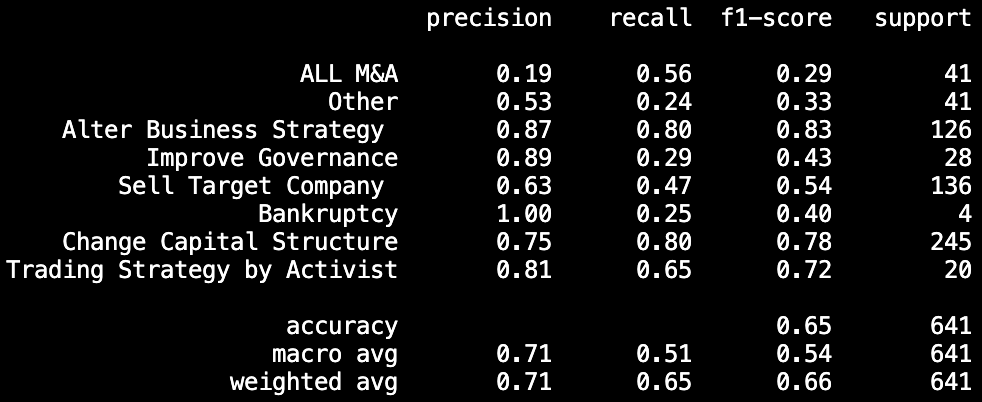 precision recall f1-score support
ALL M&A 0.19 0.56 0.29 41
Other 0.53 0.24 0.33 41
Alter Business Strategy 0.87 0.80 0.83 126
Improve Governance 0.89 0.29 0.43 28
Sell Target Company 0.63 0.47 0.54 136
Bankruptcy 1.00 0.25 0.40 4
Change Capital Structure 0.75 0.80 0.78 245
Trading Strategy by Activist 0.81 0.65 0.72 20
accuracy 0.65 641
macro avg 0.71 0.51 0.54 641
weighted avg 0.71 0.65 0.66 641